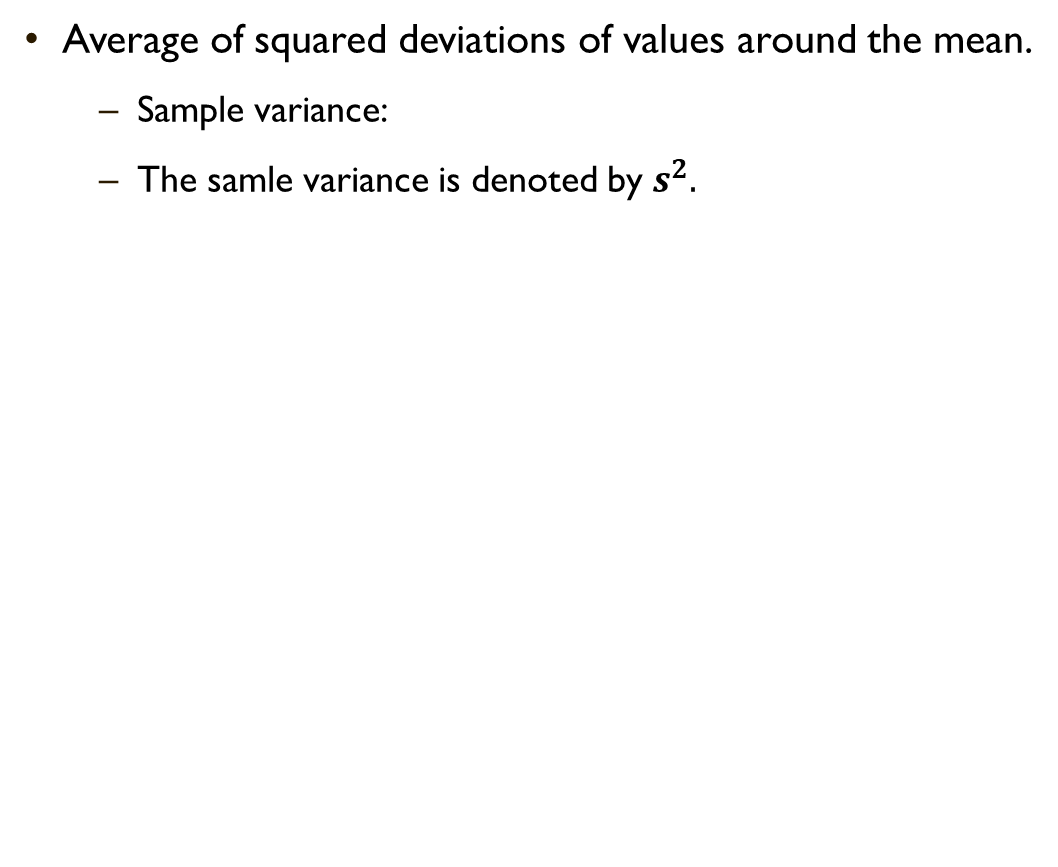 • Average of squared deviations of values around the mean.
– Sample variance:
– The samle variance is denoted by s².